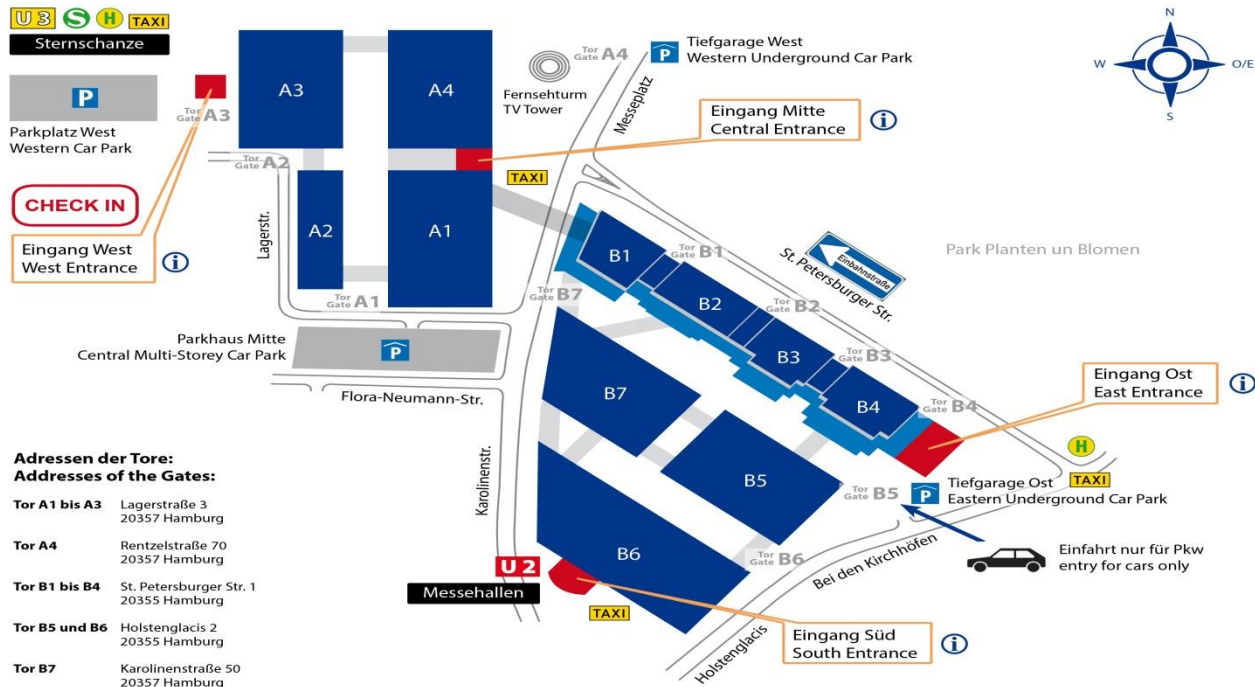 U3 S H TAXI
Sternschanze
P
Parkplatz West
Western Car Park
Tor
Gate A3
CHECK IN
Eingang West
West Entrance
i
A3
A4
Tor
Gate A2
A2
A1
Lagerstr.
Tor
Gate A1
Fernsehturm
TV Tower
Tor
Gate A4
Messeplatz
P
Tiefgarage West
Western Underground Car Park
Eingang Mitte
Central Entrance
i
TAXI
N
W
O/E
S
Parkhaus Mitte
Central Multi-Storey Car Park
P
Flora-Neumann-Str.
Karolinenstr.
B1
Tor
Gate B1
B2
Tor
Gate B2
B3
Tor
Gate B3
B4
Tor
Gate B4
Tor
Gate B7
B7
B5
B6
Einbahnstraße
St. Petersburger Str.
Park Planten un Blomen
Eingang Ost
East Entrance
i
H
TAXI
Tor
Gate B5
P
Tiefgarage Ost
Eastern Underground Car Park
Tor
Gate B6
Bei den Kirchhöfen
Einfahrt nur für Pkw
entry for cars only
U2
Messehallen
TAXI
Eingang Süd
South Entrance
i
Holstenglacis
Adressen der Tore:
Addresses of the Gates:
Tor A1 bis A3 Lagerstraße 3
20357 Hamburg
Tor A4 Rentzelstraße 70
20357 Hamburg
Tor B1 bis B4 St. Petersburger Str. 1
20355 Hamburg
Tor B5 und B6 Holstenglacis 2
20355 Hamburg
Tor B7 Karolinenstraße 50
20357 Hamburg